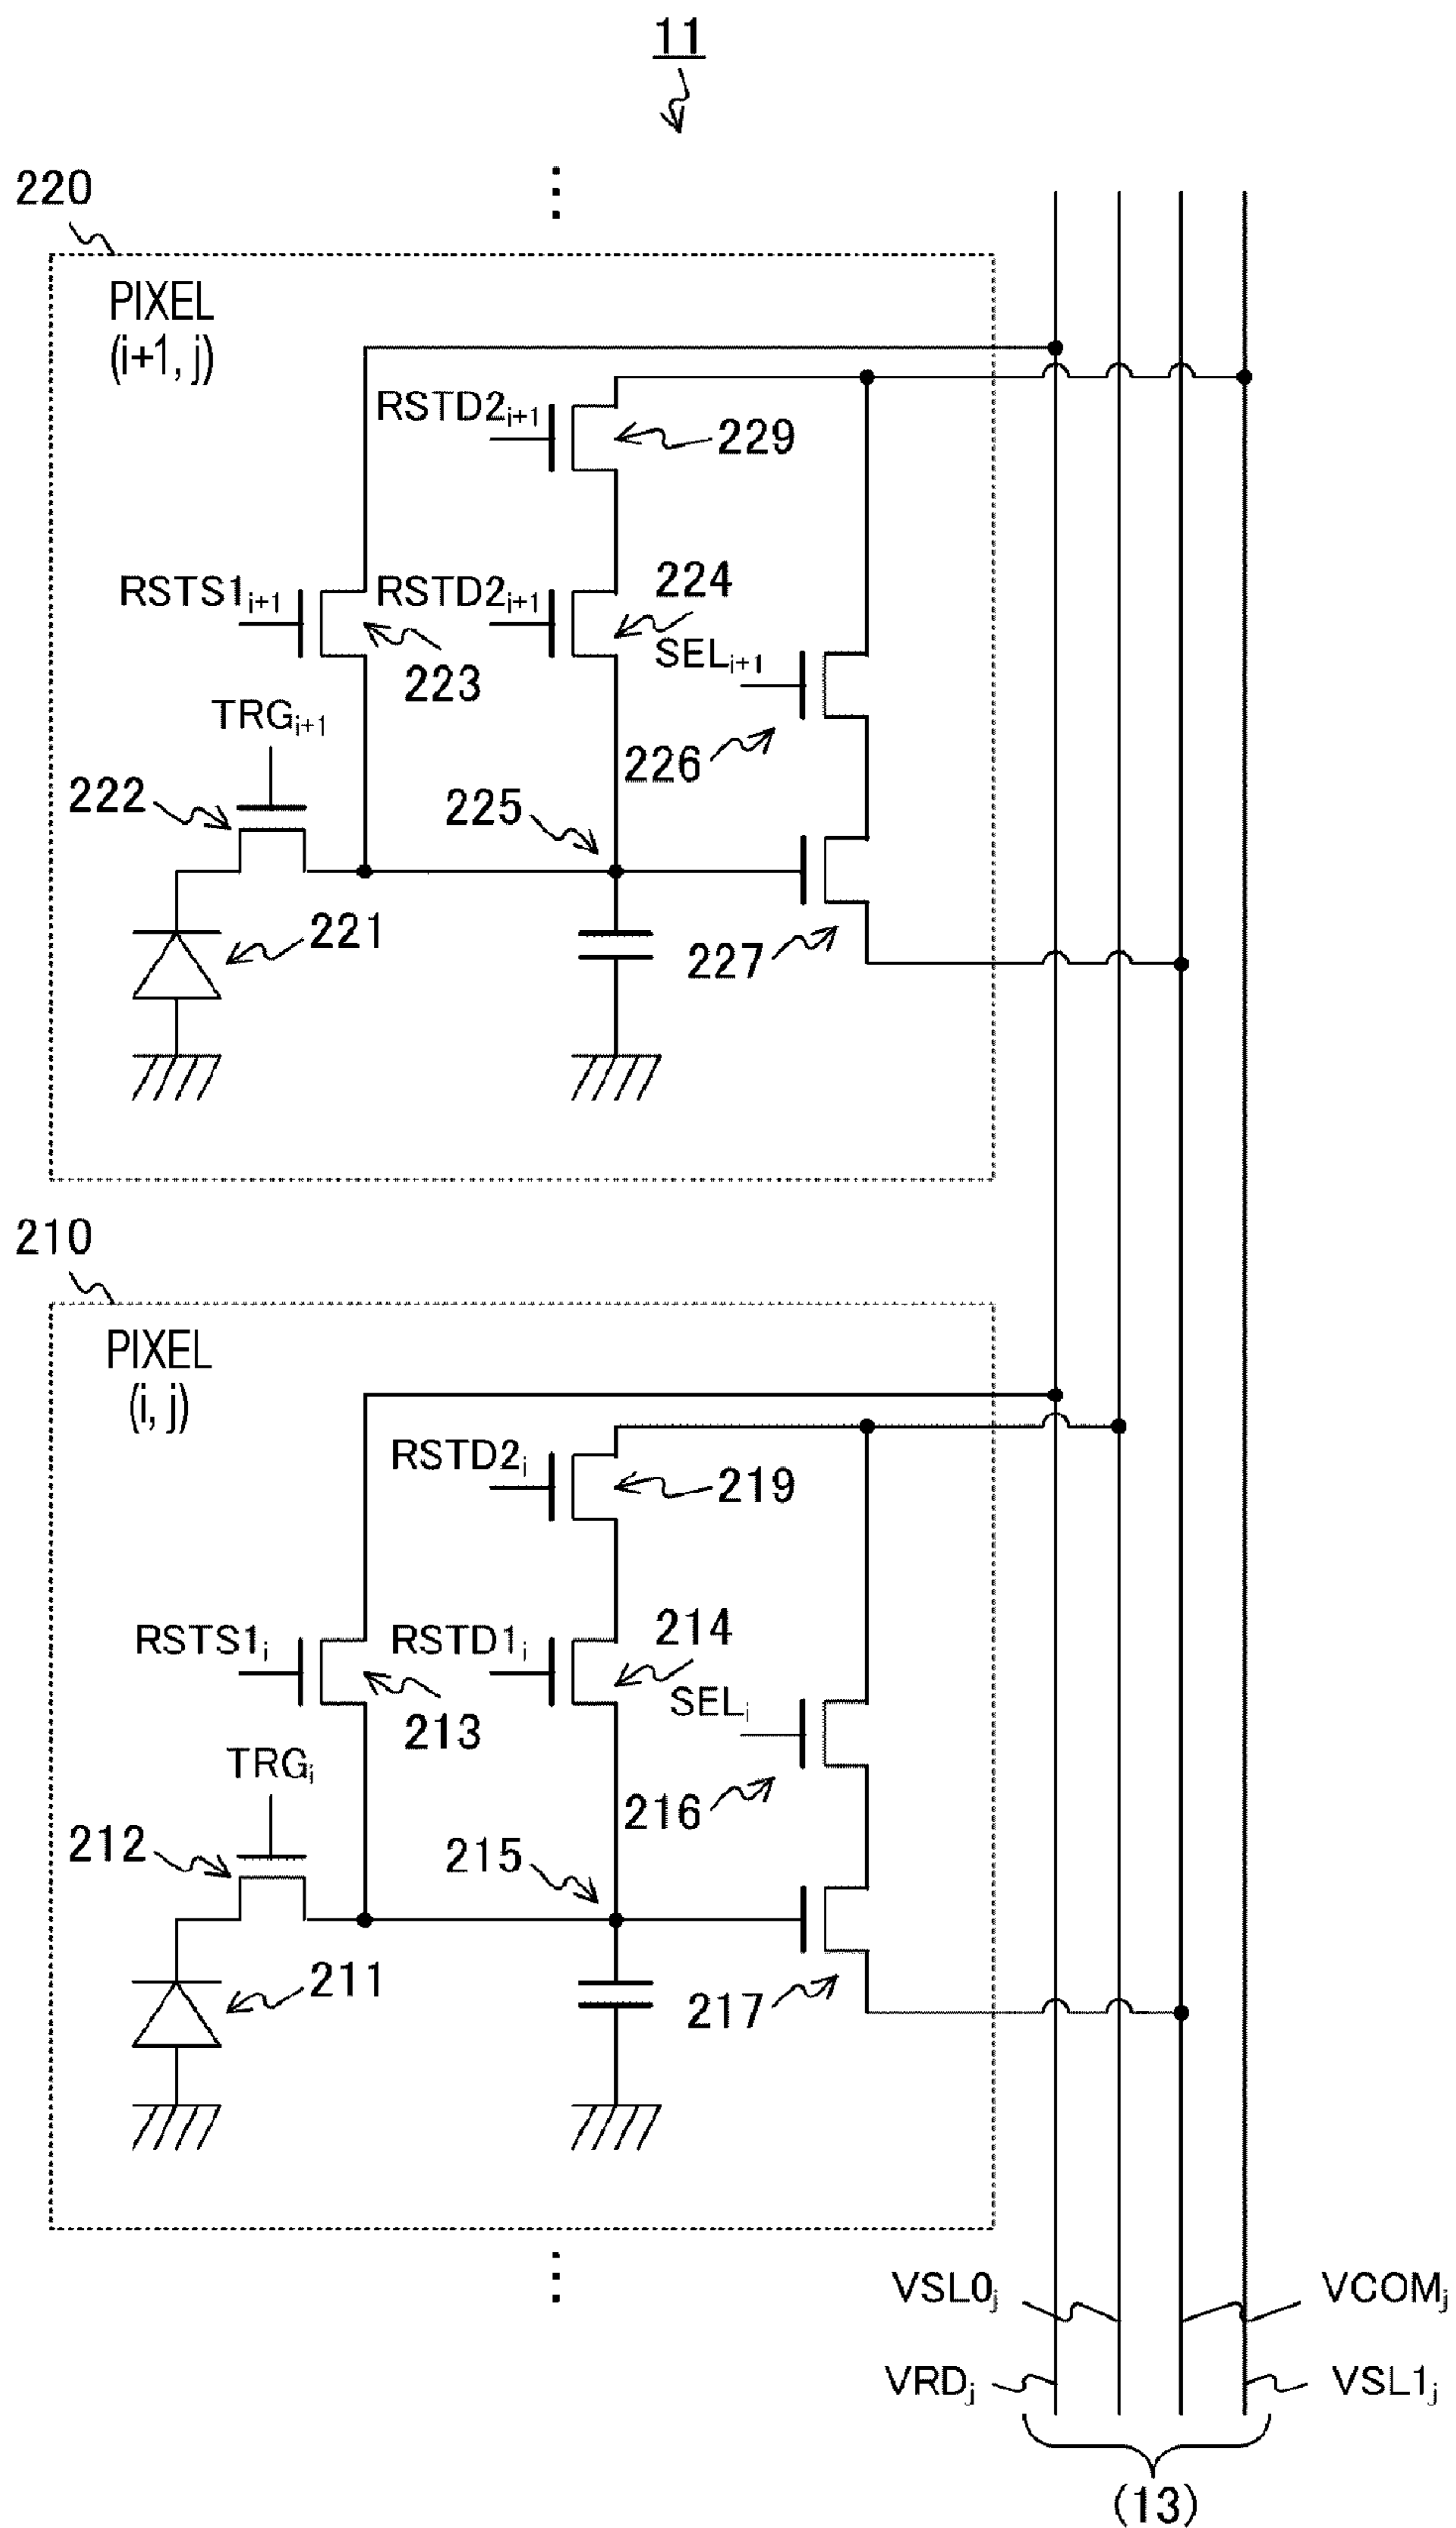 11
220
PIXEL
(i+1, j)
RSTD2i+1
229
RSTS1i+1
RSTD2i+1
224
SELi+1
223
TRGi+1
226
222
225
221
227
210
PIXEL
(i, j)
RSTD2i
219
RSTS1i
RSTD1i
214
SELi
213
TRGi
216
212
215
211
217
VSL0j
VCOMj
VRDj
VSL1j
(13)